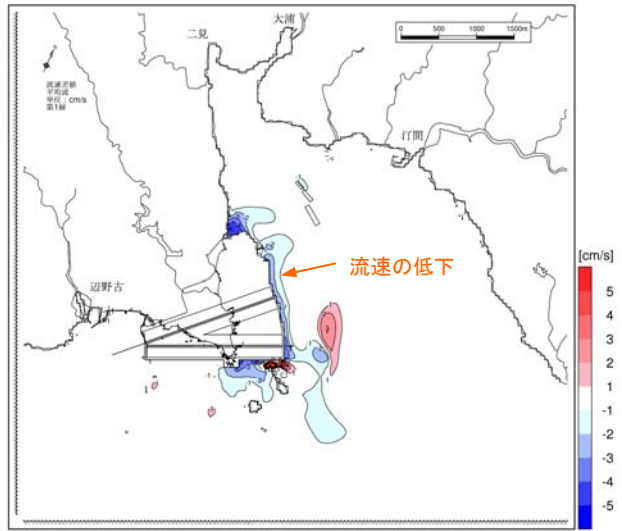 大浦
二見
0 500 1000 1500m
流速差値
平均流
単位：cm/s
第1層
汀間
[cm/s]
流速の低下
辺野古
5
4
3
2
1
-1
-2
-3
-4
-5